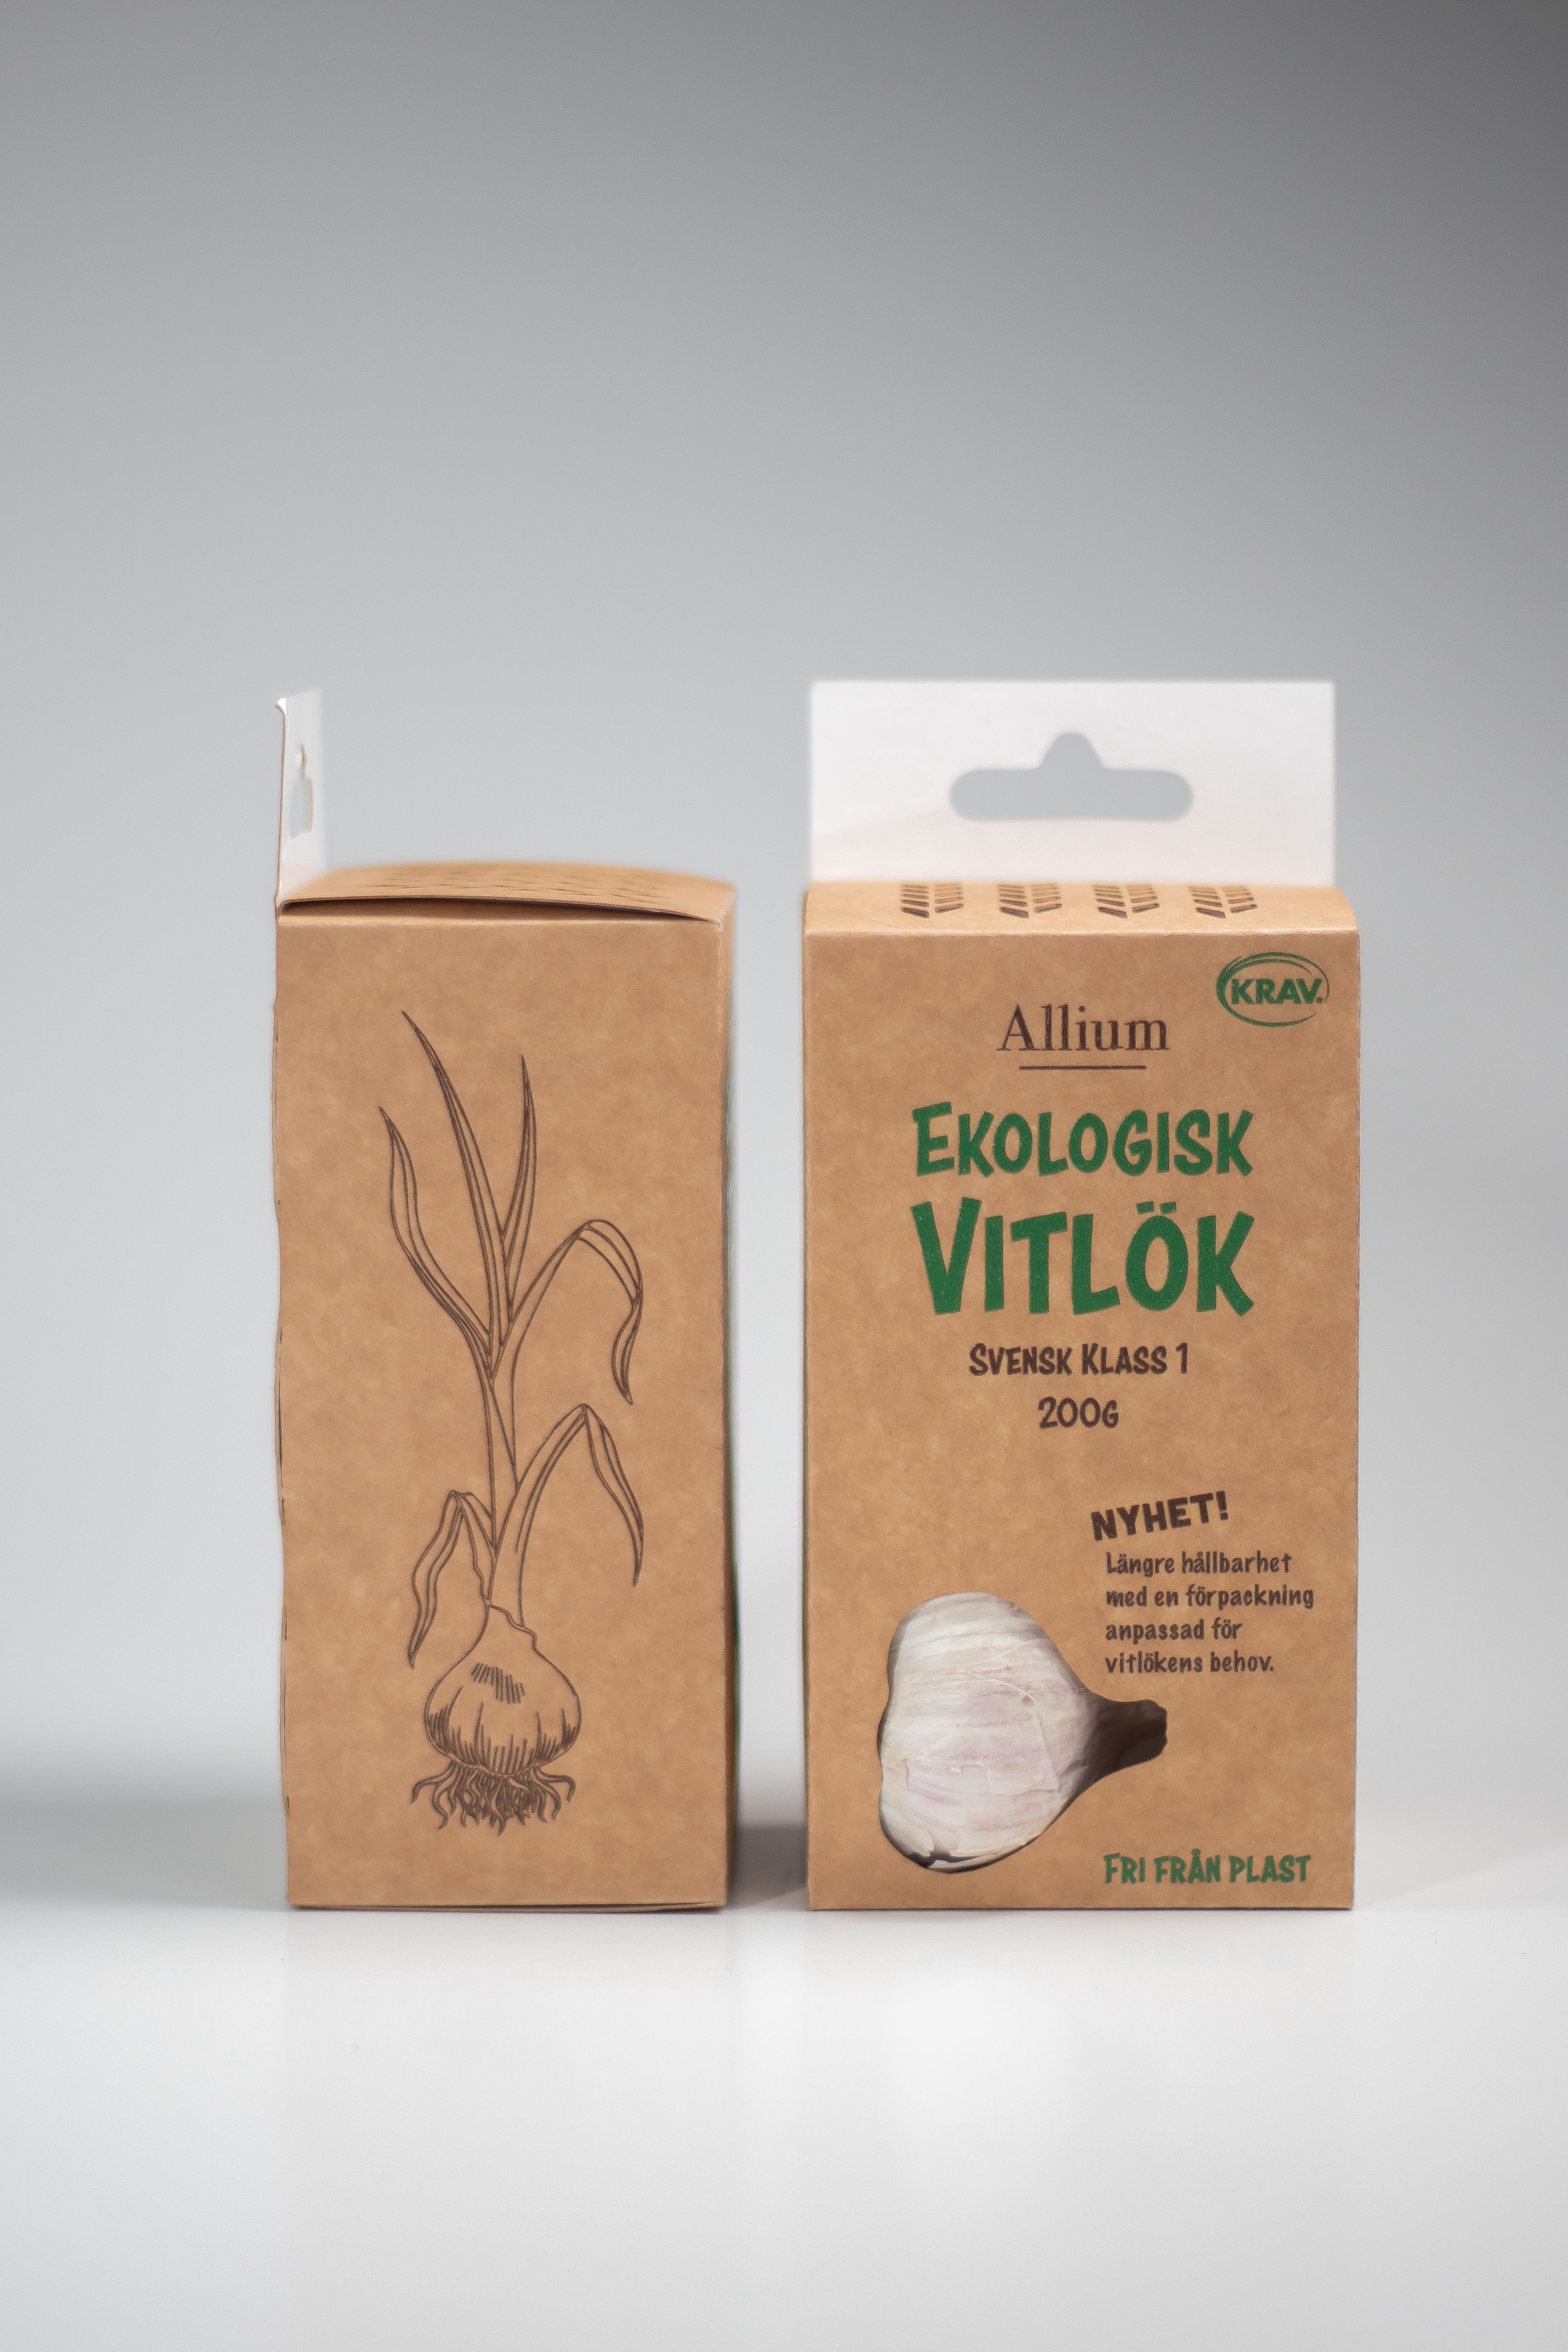 KRAV
Allium
EKOLOGISK
VITLÖK
SVENSK KLASS 1
200G
NYHET!
Längre hållbarhet
med en förpackning
anpassad för
vitlökens behov.
FRI FRÅN PLAST